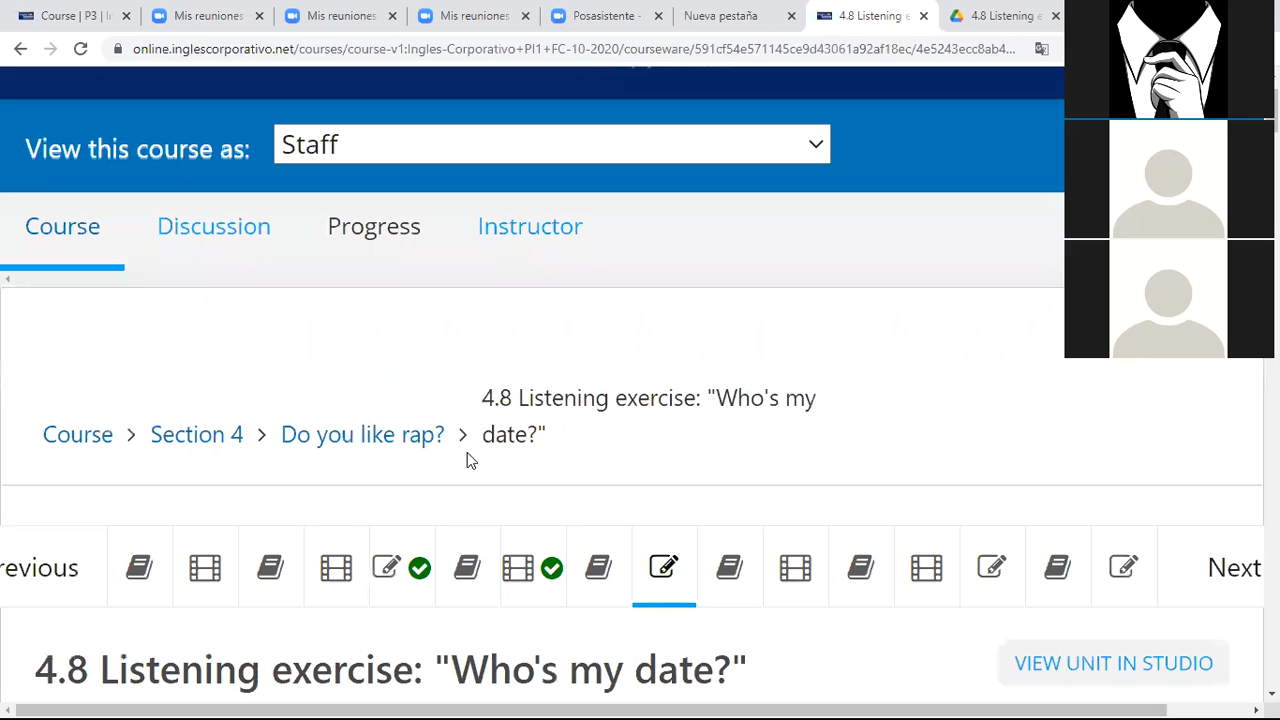 Course | P3 | I
Mis reuniones
Mis reuniones
Mis reuniones
Posasistente -
Nueva pestaña
4.8 Listening e
4.8 Listening e
online.inglescorporativo.net/courses/course-v1:Ingles-Corporativo+PI1+FC-10-2020/courseware/591cf54e571145ce9d43061a92af18ec/4e5243ecc8ab4...
View this course as:
Staff
Course
Discussion
Progress
Instructor
Course > Section 4 > Do you like rap? > 4.8 Listening exercise: "Who's my
date?"
revious
Next
4.8 Listening exercise: "Who's my date?"
VIEW UNIT IN STUDIO